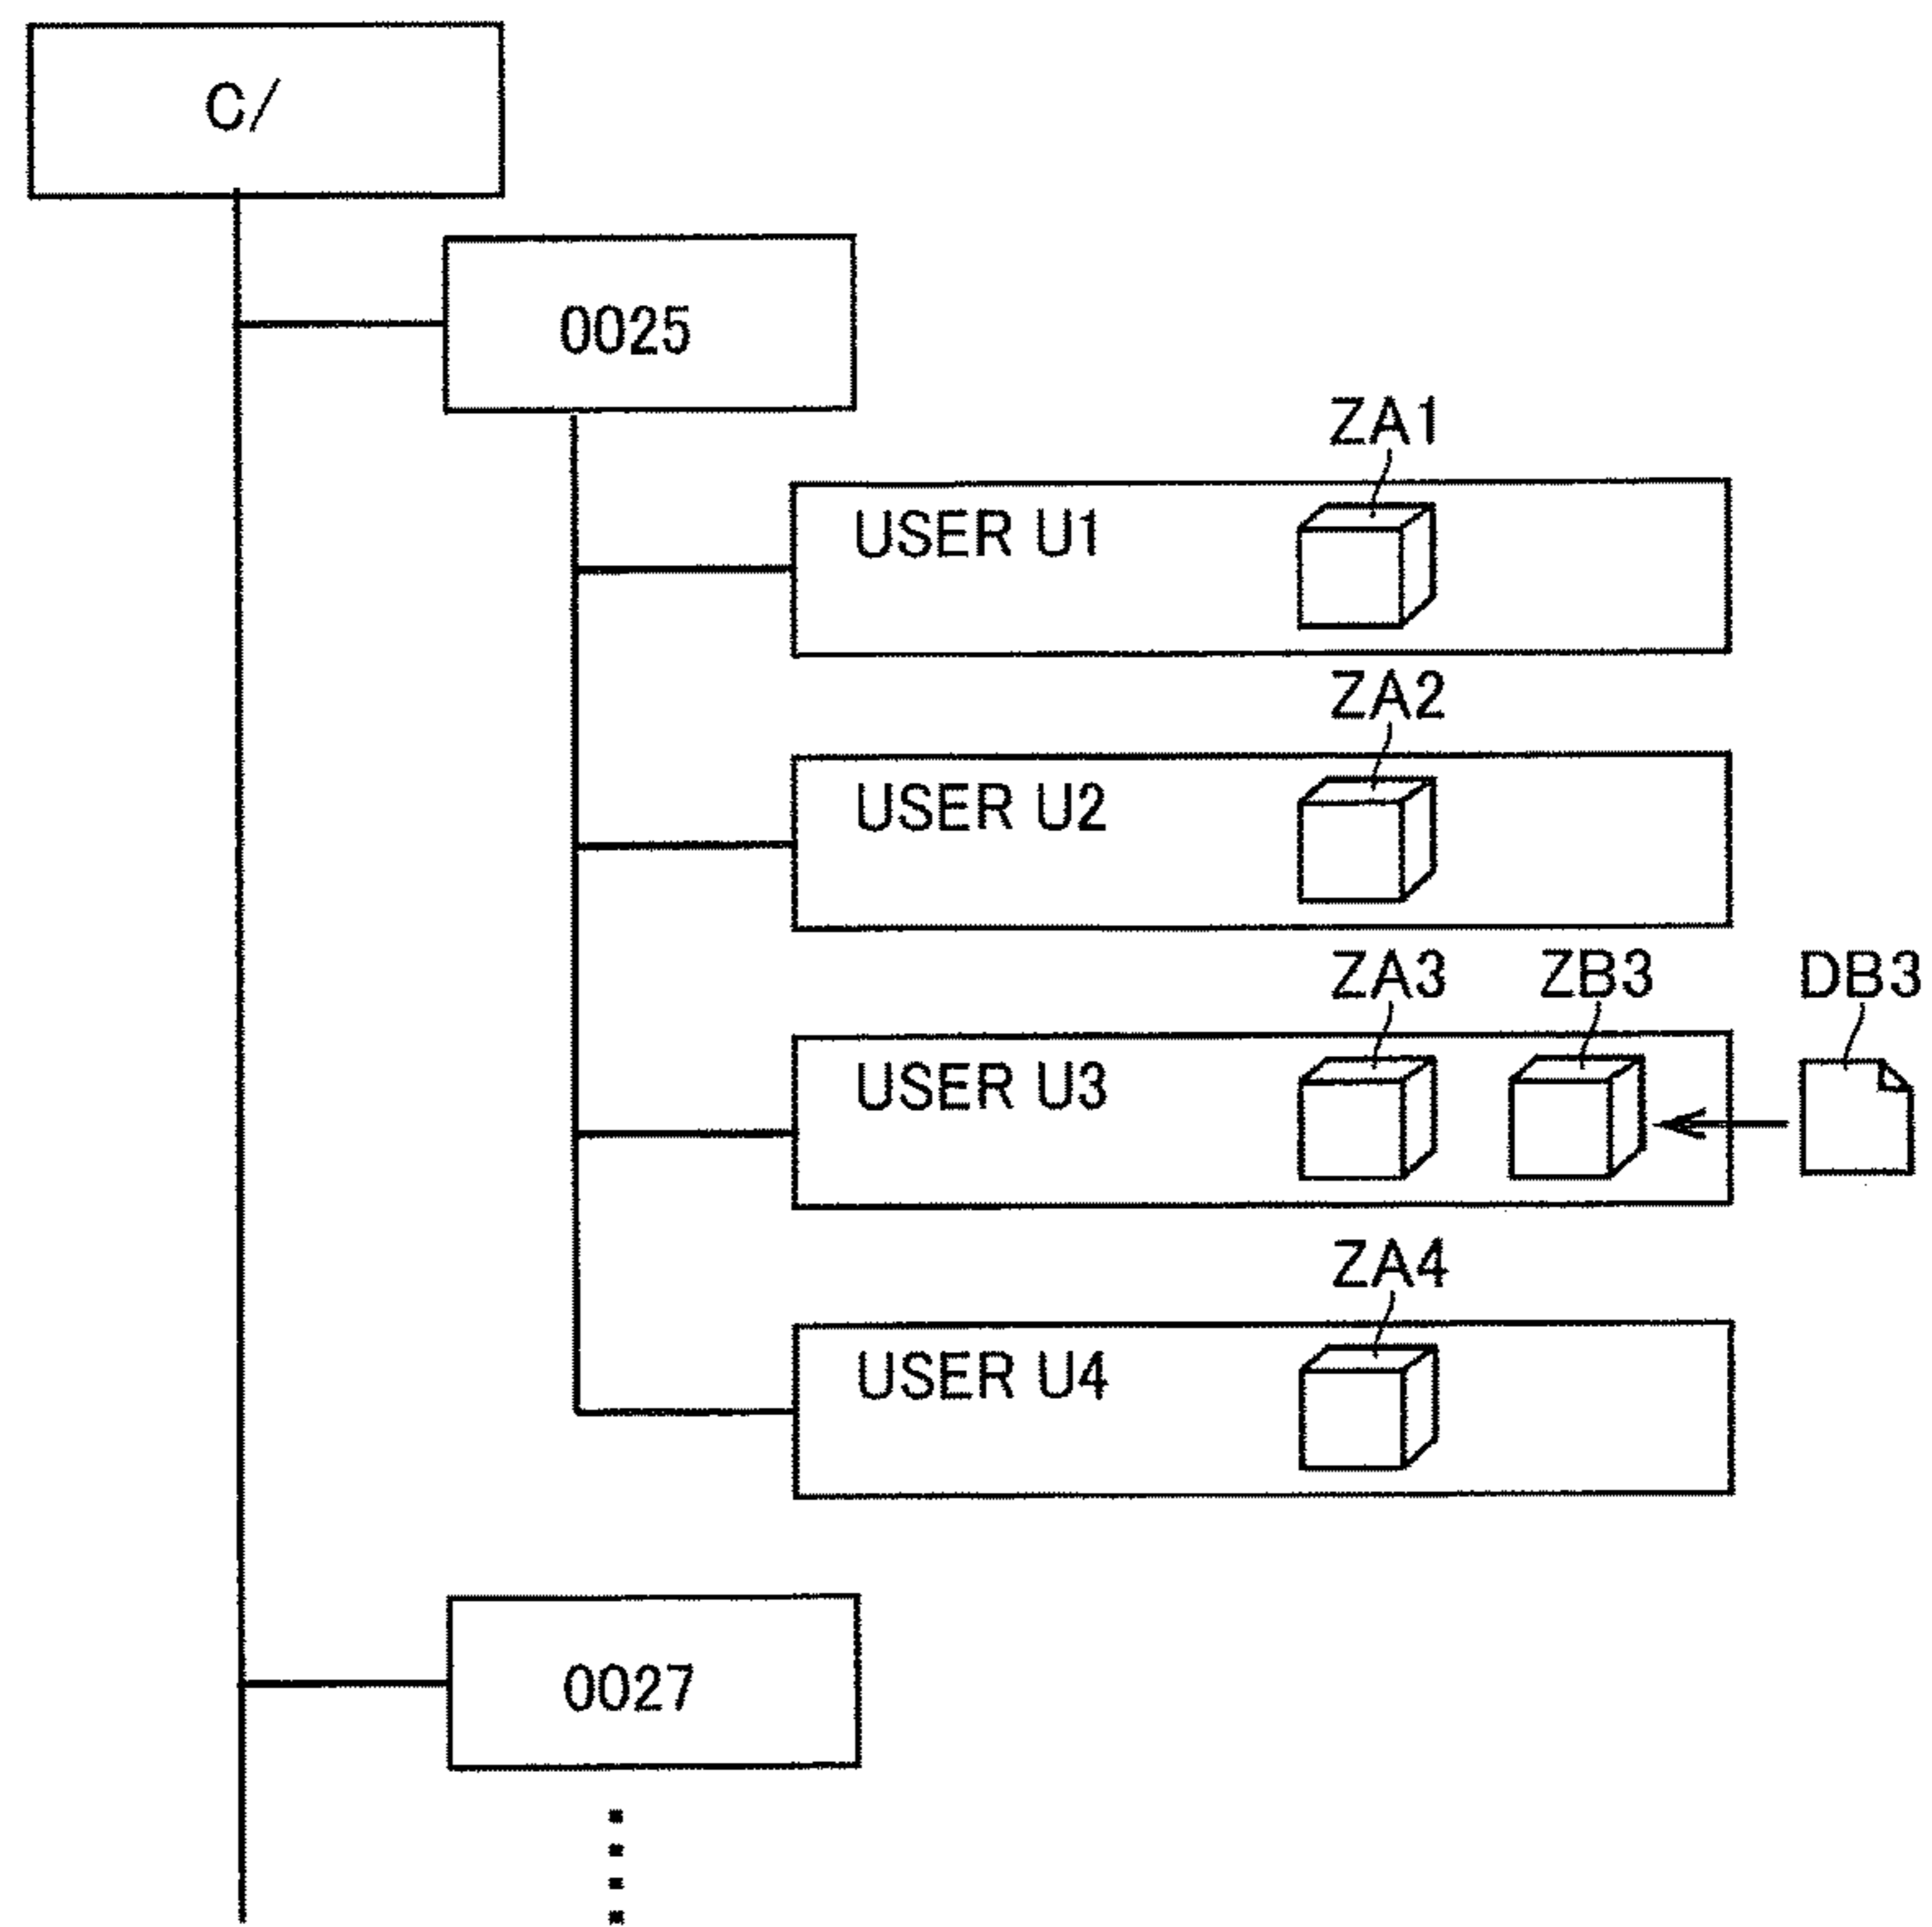 C/
0025
ZA1
USER U1
ZA2
USER U2
ZA3 ZB3 DB3
USER U3
ZA4
USER U4
0027